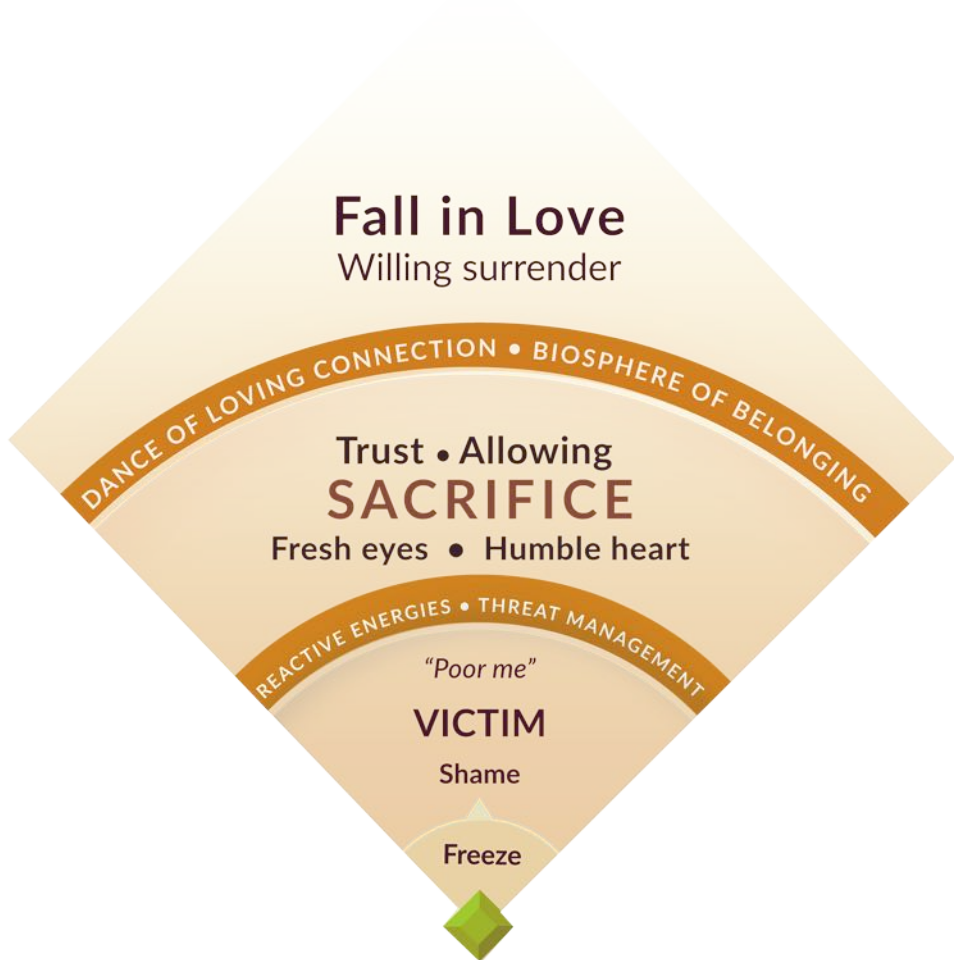 Fall in Love
Willing surrender
DANCE OF LOVING CONNECTION • BIOSPHERE OF BELONGING
Trust • Allowing
SACRIFICE
Fresh eyes • Humble heart
REACTIVE ENERGIES • THREAT MANAGEMENT
“Poor me”
VICTIM
Shame
Freeze